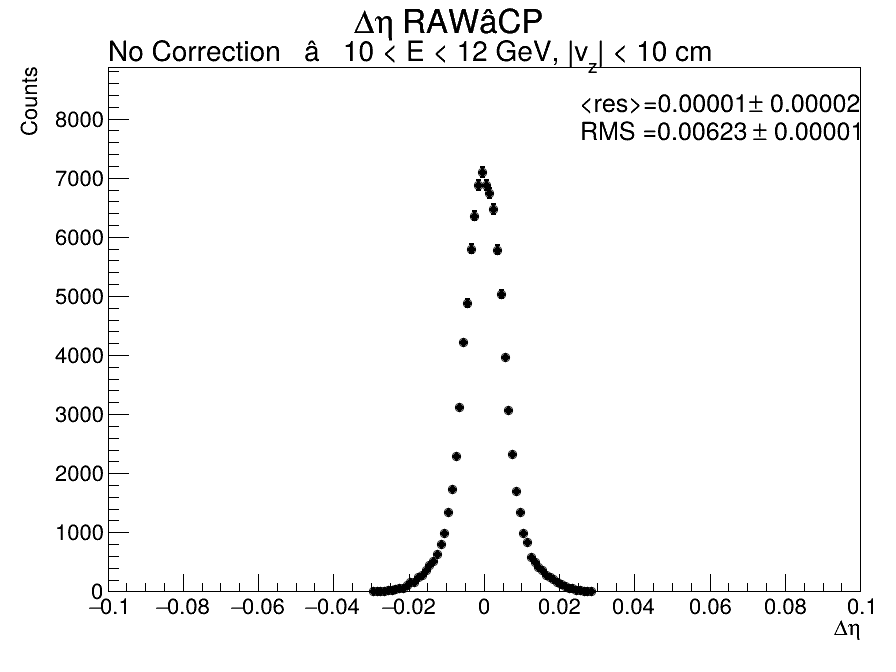 Δη RAWâCP
No Correction â 10 < E < 12 GeV, |v_z| < 10 cm
<res>=0.00001± 0.00002
RMS =0.00623 ± 0.00001
Counts
8000
7000
6000
5000
4000
3000
2000
1000
0
−0.1 −0.08 −0.06 −0.04 −0.02 0 0.02 0.04 0.06 0.08 0.1
Δη